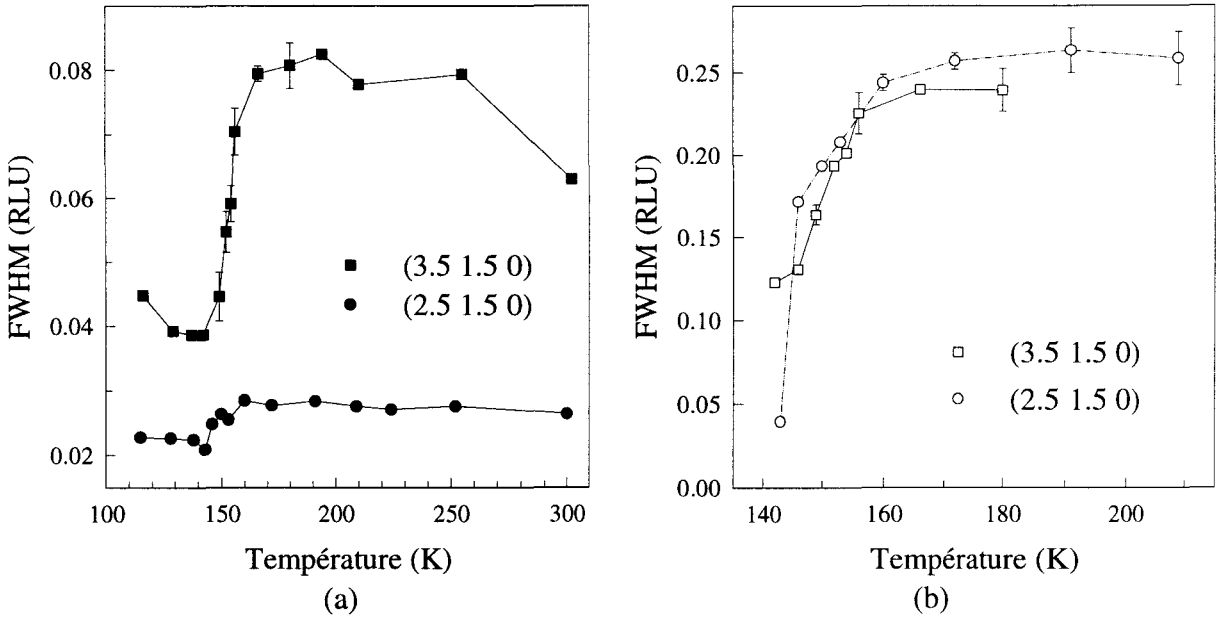 FWHM (RLU)
0.08
0.06
0.04
0.02
(3.5 1.5 0)
(2.5 1.5 0)
100 150 200 250 300
Température (K)
(a)
FWHM (RLU)
0.25
0.20
0.15
0.10
0.05
0.00
(3.5 1.5 0)
(2.5 1.5 0)
140 160 180 200
Température (K)
(b)